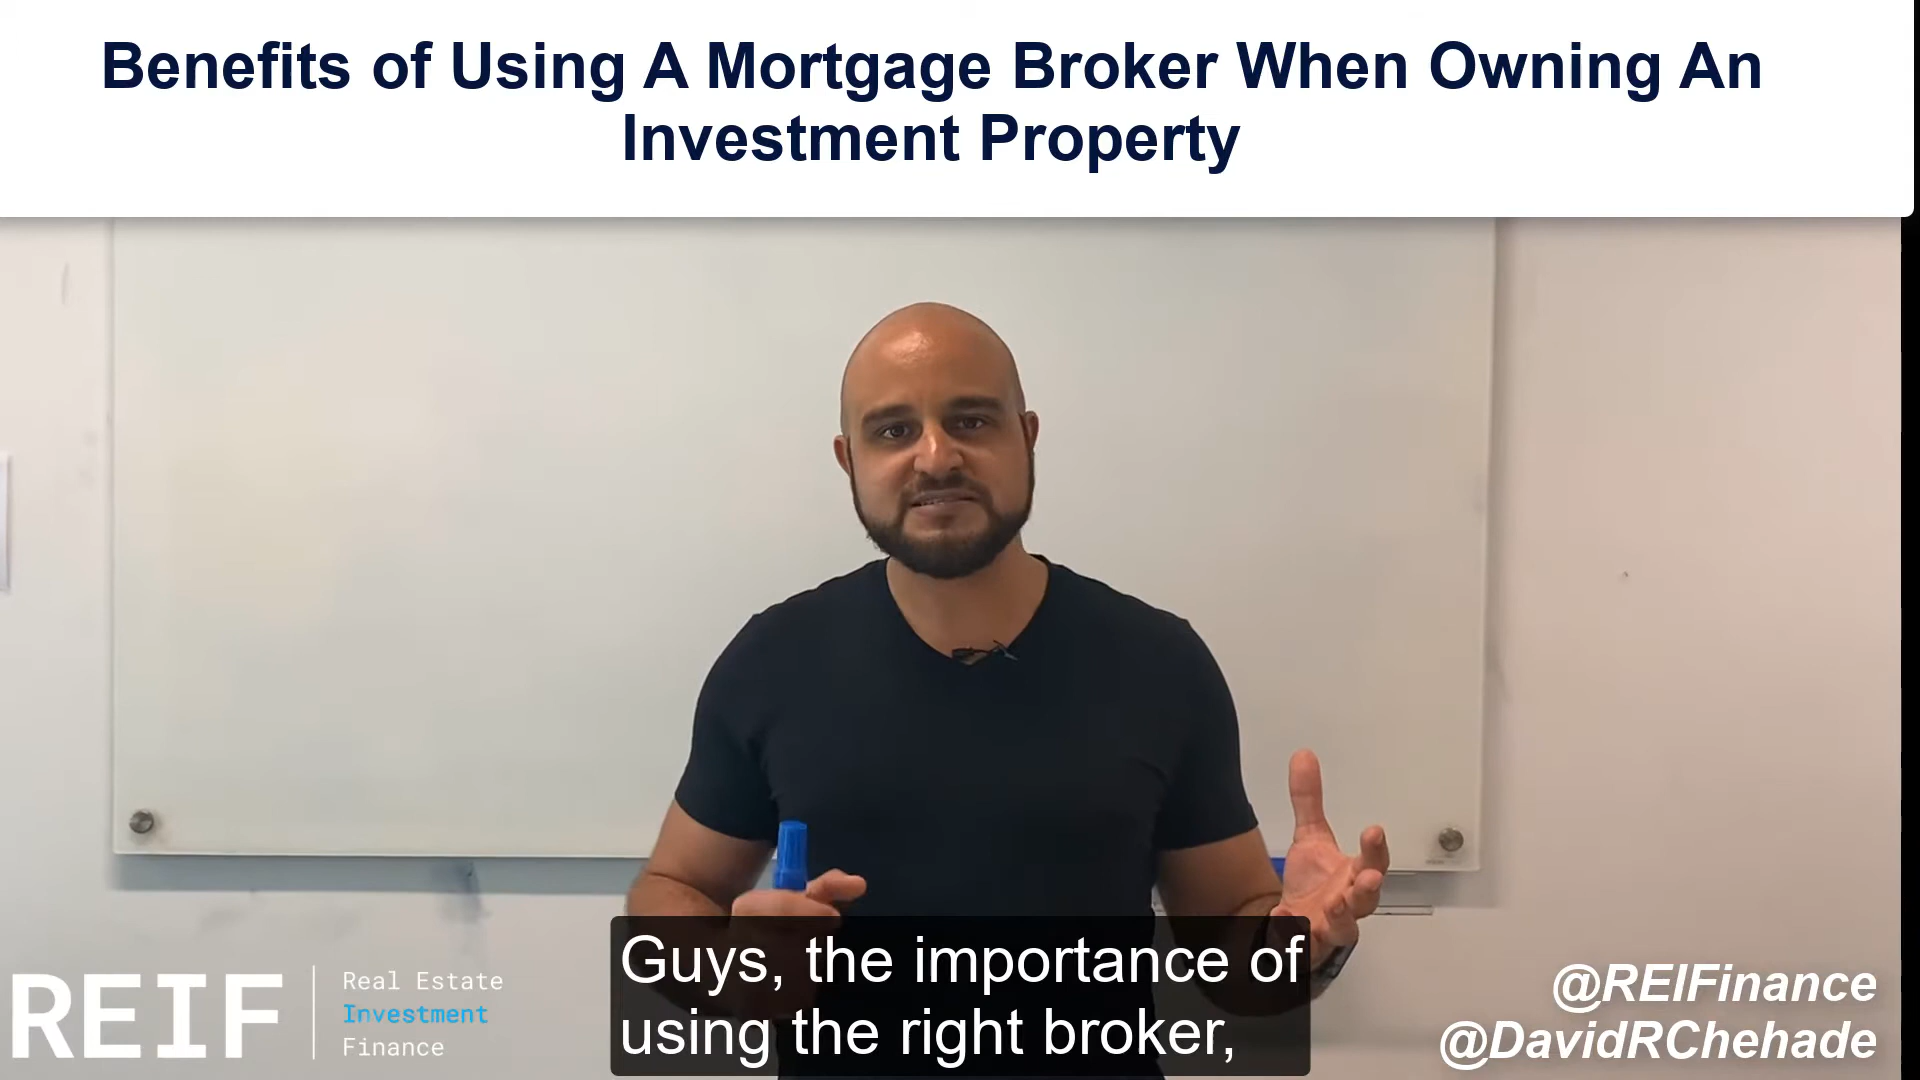 Benefits of Using A Mortgage Broker When Owning An
Investment Property
Guys, the importance of
using the right broker,
REIF
Real Estate
Investment
Finance
@REIFinance
@DavidRChehade